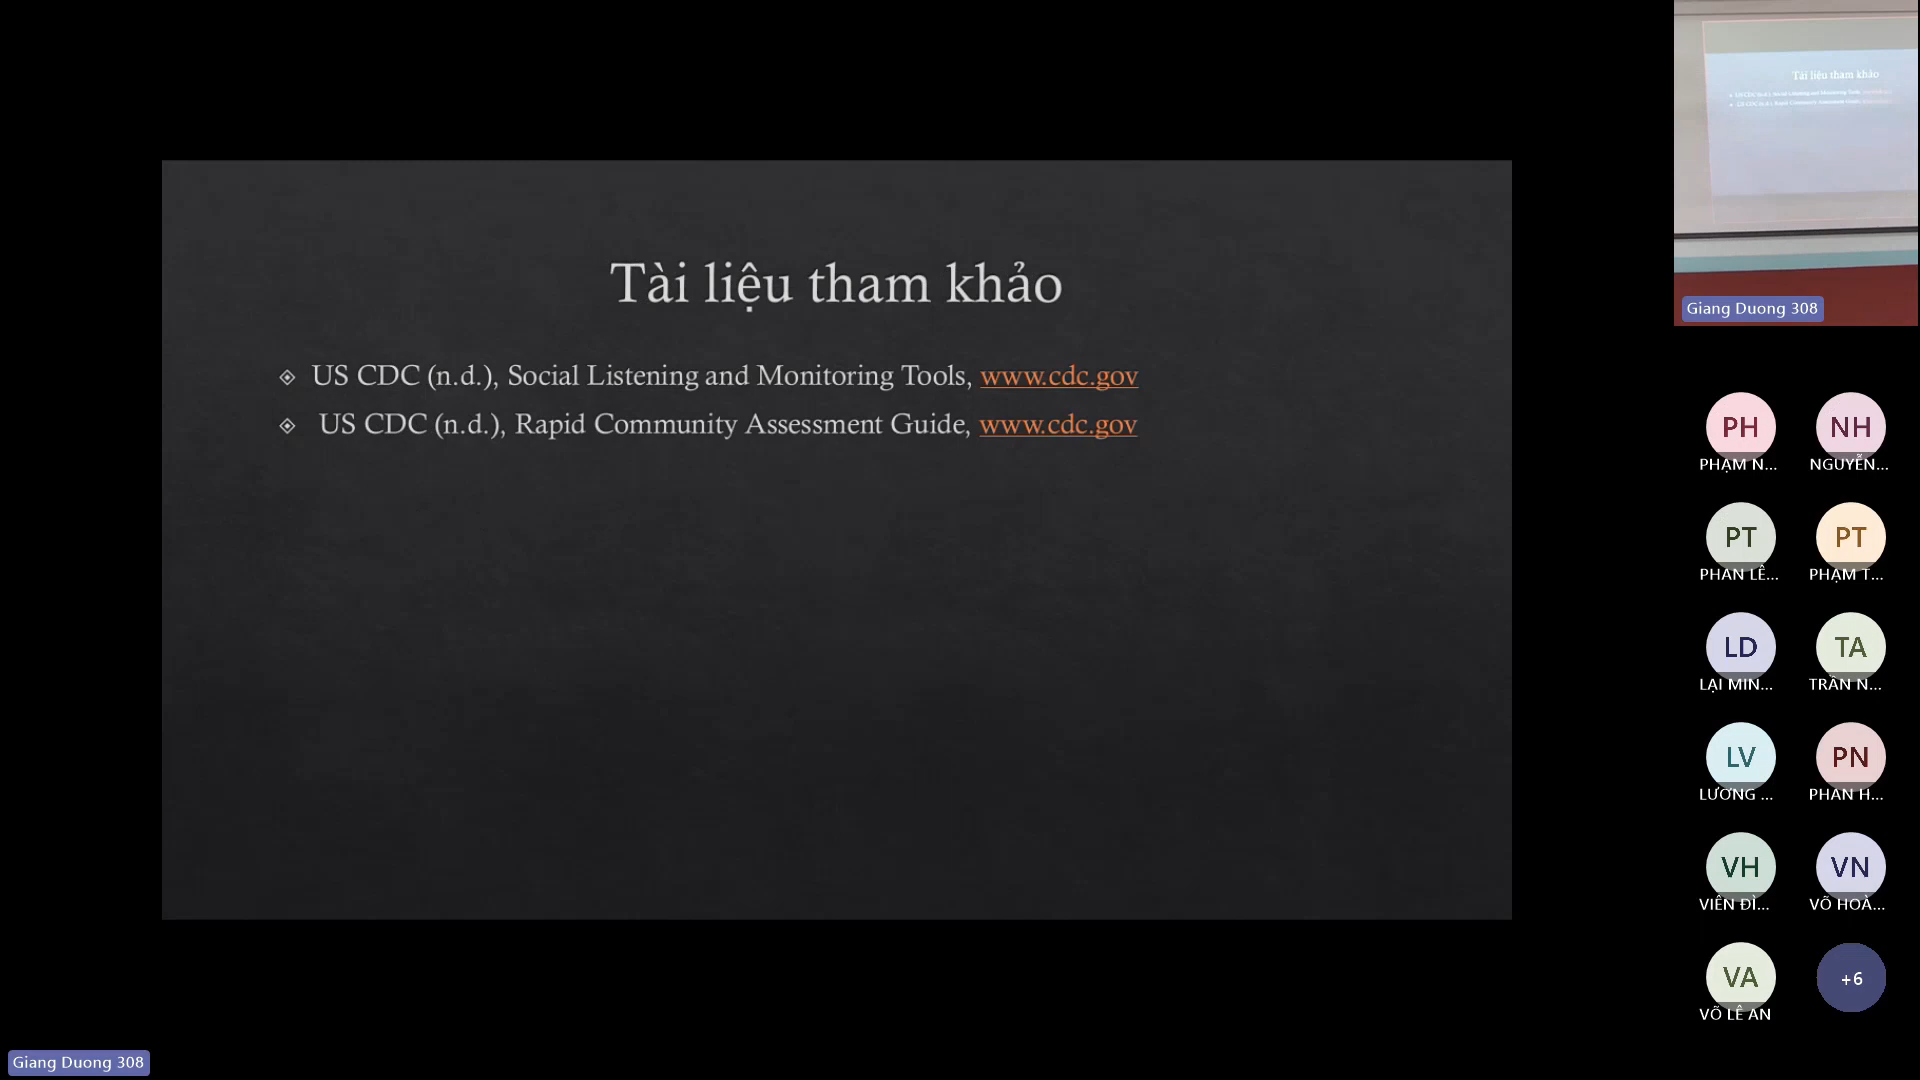 Tài liệu tham khảo
US CDC (n.d.), Social Listening and Monitoring Tools, www.cdc.gov
US CDC (n.d.), Rapid Community Assessment Guide, www.cdc.gov
Tài liệu tham khảo
Giang Duong 308
PH
PHẠM N...
NH
NGUYỄN...
PT
PHAN LÊ...
PT
PHẠM T...
LD
LẠI MIN...
TA
TRẦN N...
LV
LƯƠNG ...
PN
PHAN H...
VH
VIÊN ĐÌ...
VN
VÕ HOÀ...
VA
VÕ LÊ AN
+6
Giang Duong 308